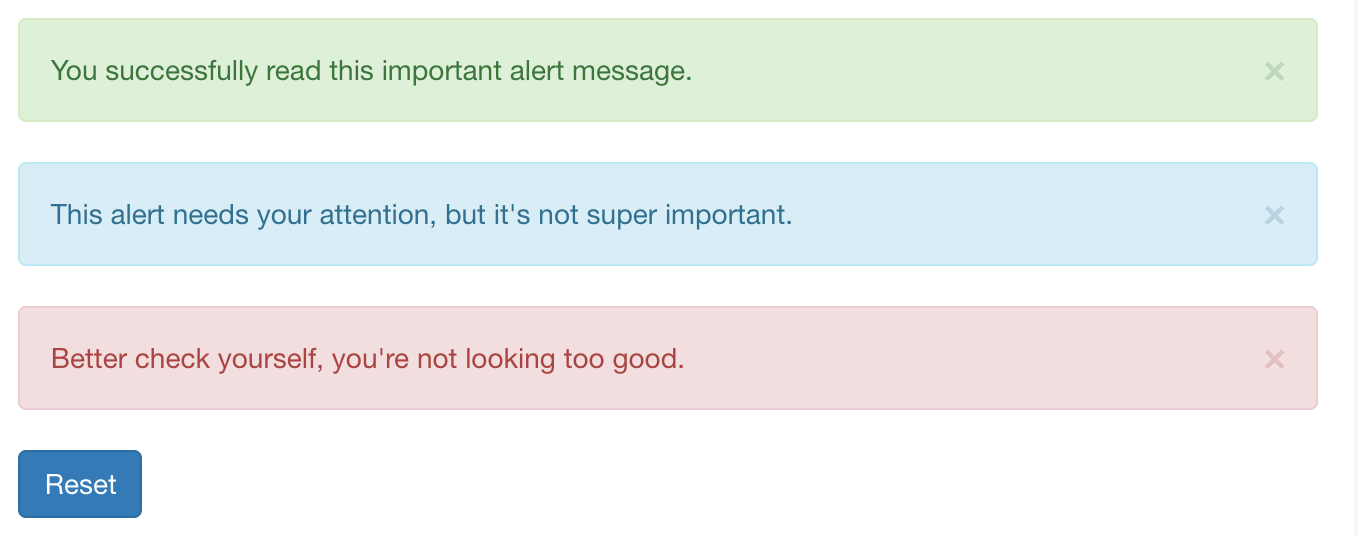 You successfully read this important alert message. ×
This alert needs your attention, but it's not super important. ×
Better check yourself, you're not looking too good. ×
Reset